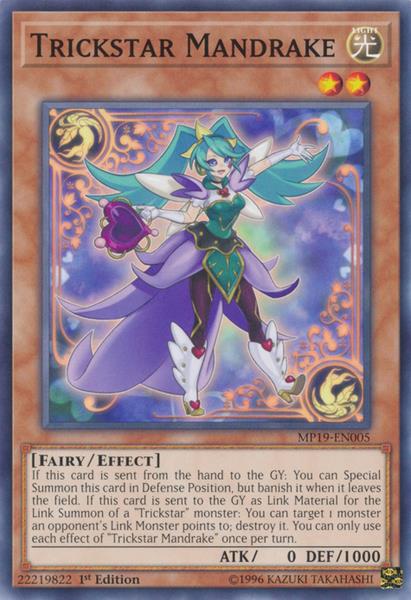 TRICKSTAR MANDRAKE
LIGHT
光
MP19-EN005
[FAIRY/EFFECT]
If this card is sent from the hand to the GY: You can Special
Summon this card in Defense Position, but banish it when it leaves
the field. If this card is sent to the GY as Link Material for the
Link Summon of a "Trickstar" monster: You can target 1 monster
an opponent's Link Monster points to; destroy it. You can only use
each effect of "Trickstar Mandrake" once per turn.
ATK/ 0 DEF/1000
22219822 1st Edition ©1996 KAZUKI TAKAHASHI